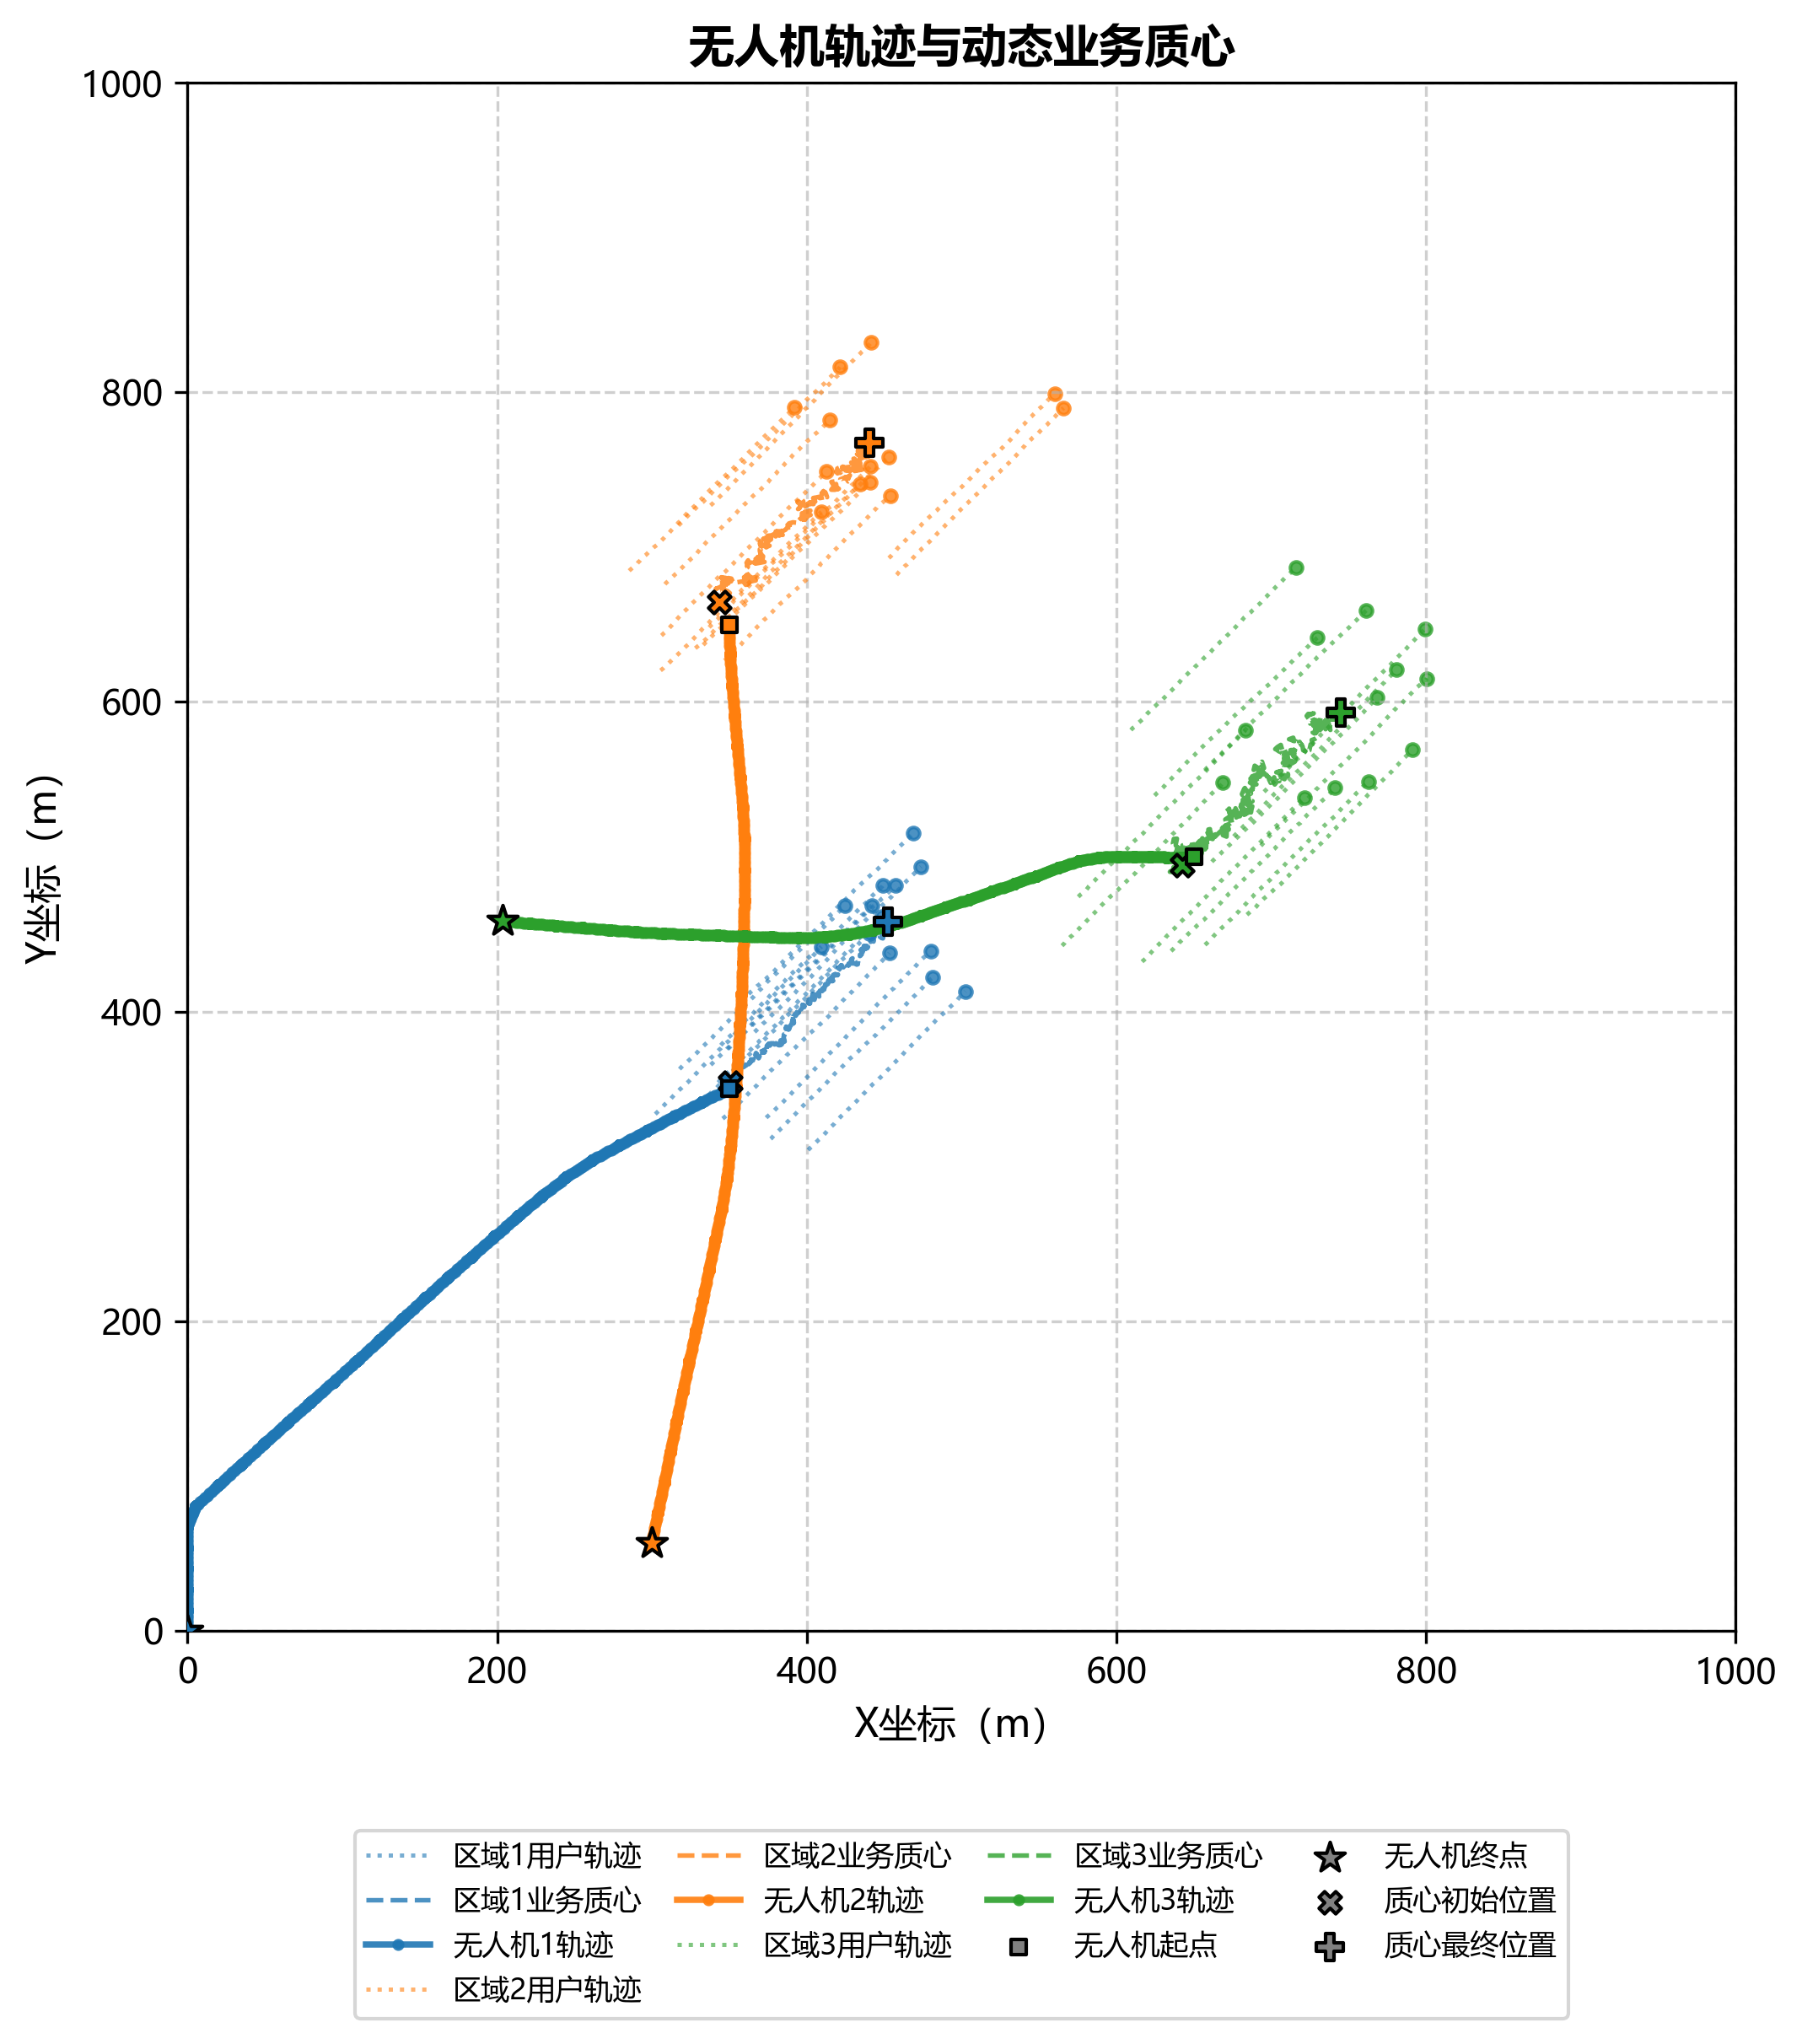 无人机轨迹与动态业务质心
1000
800
600
400
200
0
Y坐标（m）
0 200 400 600 800 1000
X坐标（m）
区域1用户轨迹 区域2业务质心 区域3业务质心 无人机终点
区域1业务质心 无人机2轨迹 无人机3轨迹 质心初始位置
无人机1轨迹 区域3用户轨迹 无人机起点 质心最终位置
区域2用户轨迹